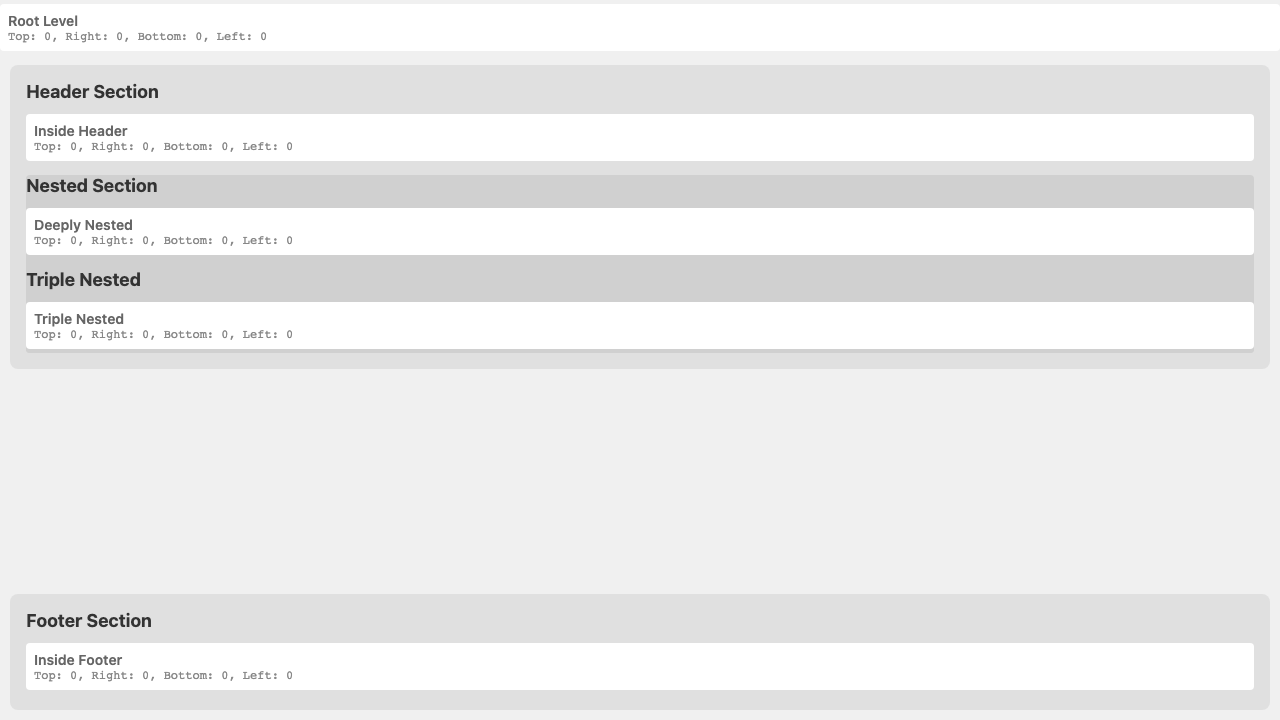 Root Level
Top: 0, Right: 0, Bottom: 0, Left: 0
Header Section
Inside Header
Top: 0, Right: 0, Bottom: 0, Left: 0
Nested Section
Deeply Nested
Top: 0, Right: 0, Bottom: 0, Left: 0
Triple Nested
Triple Nested
Top: 0, Right: 0, Bottom: 0, Left: 0
Footer Section
Inside Footer
Top: 0, Right: 0, Bottom: 0, Left: 0